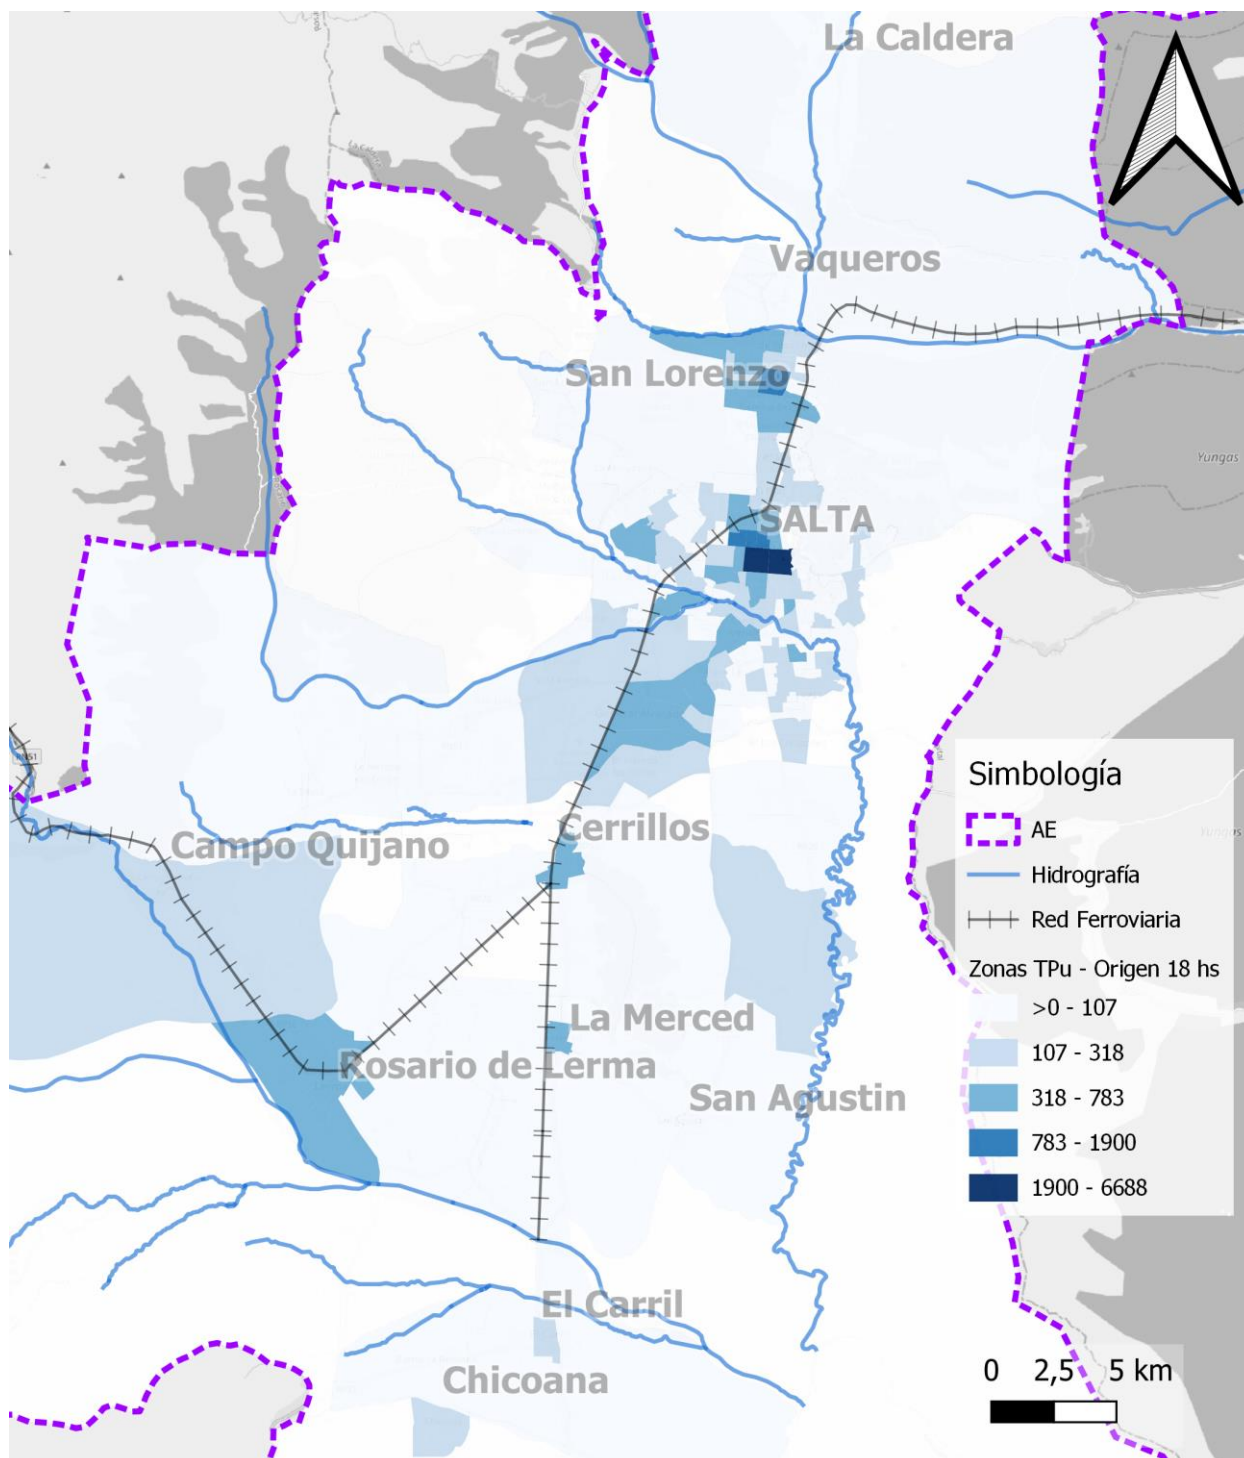 La Caldera
Vaqueros
San Lorenzo
Yungas
SALTA
Simbología
AE
Hidrografía
Red Ferroviaria
Zonas TPu - Origen 18 hs
>0 - 107
107 - 318
318 - 783
783 - 1900
1900 - 6688
Cerrillos
Campo Quijano
La Merced
Rosario de Lerma
San Agustin
El Carril
Chicoana
0 2,5 5 km